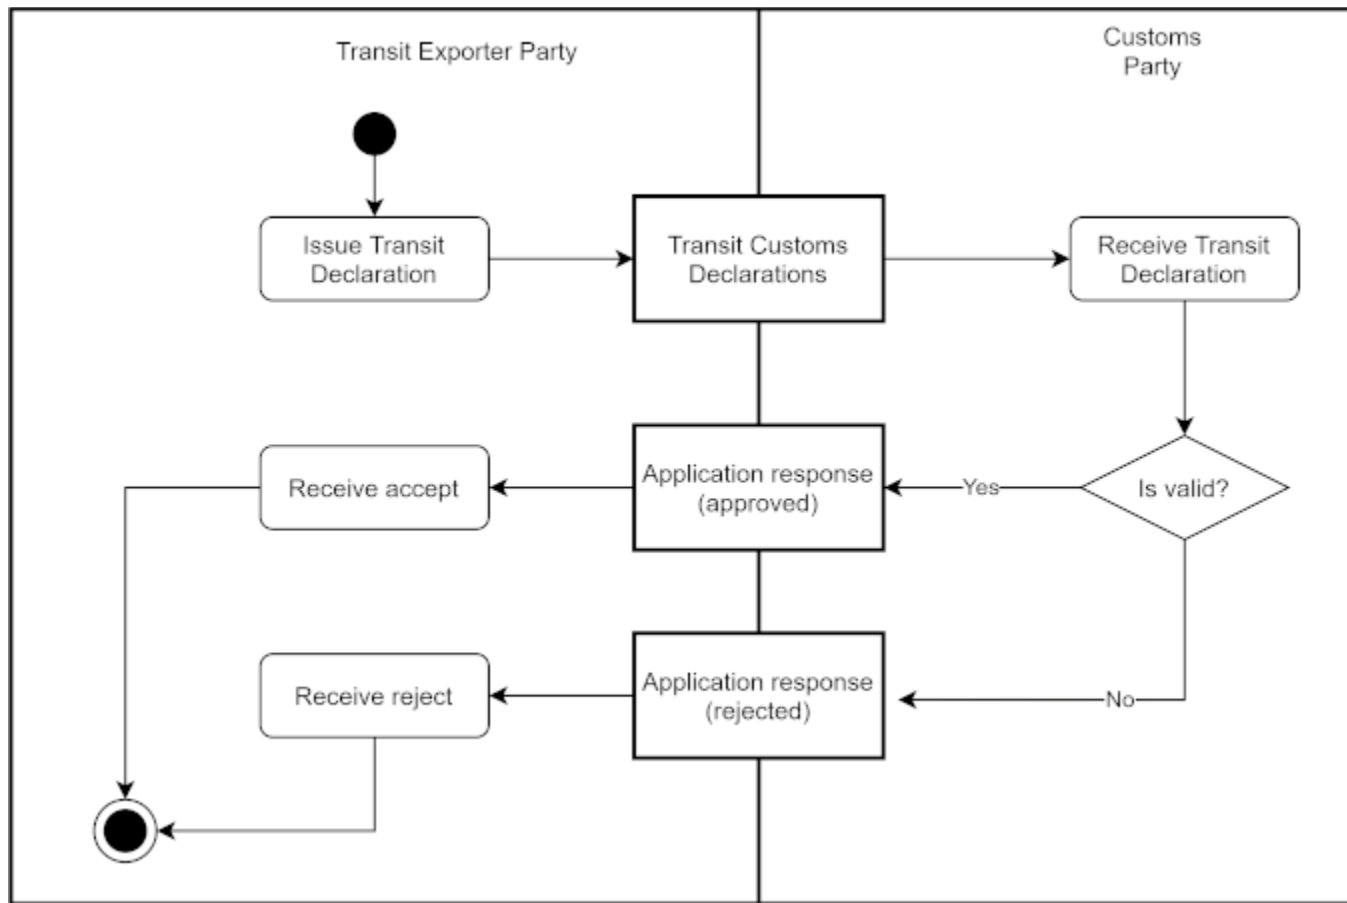 Transit Exporter Party
Customs
Party
Issue Transit
Declaration
Transit Customs
Declarations
Receive Transit
Declaration
Receive accept
Application response
(approved)
Yes
Is valid?
Receive reject
Application response
(rejected)
No